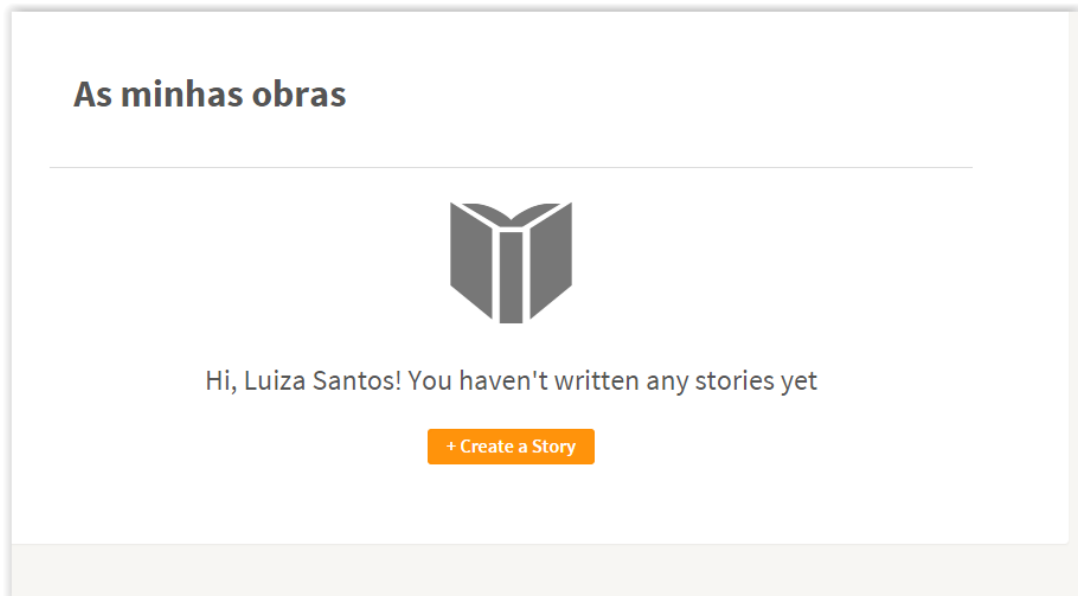 As minhas obras
Hi, Luiza Santos! You haven't written any stories yet
+ Create a Story